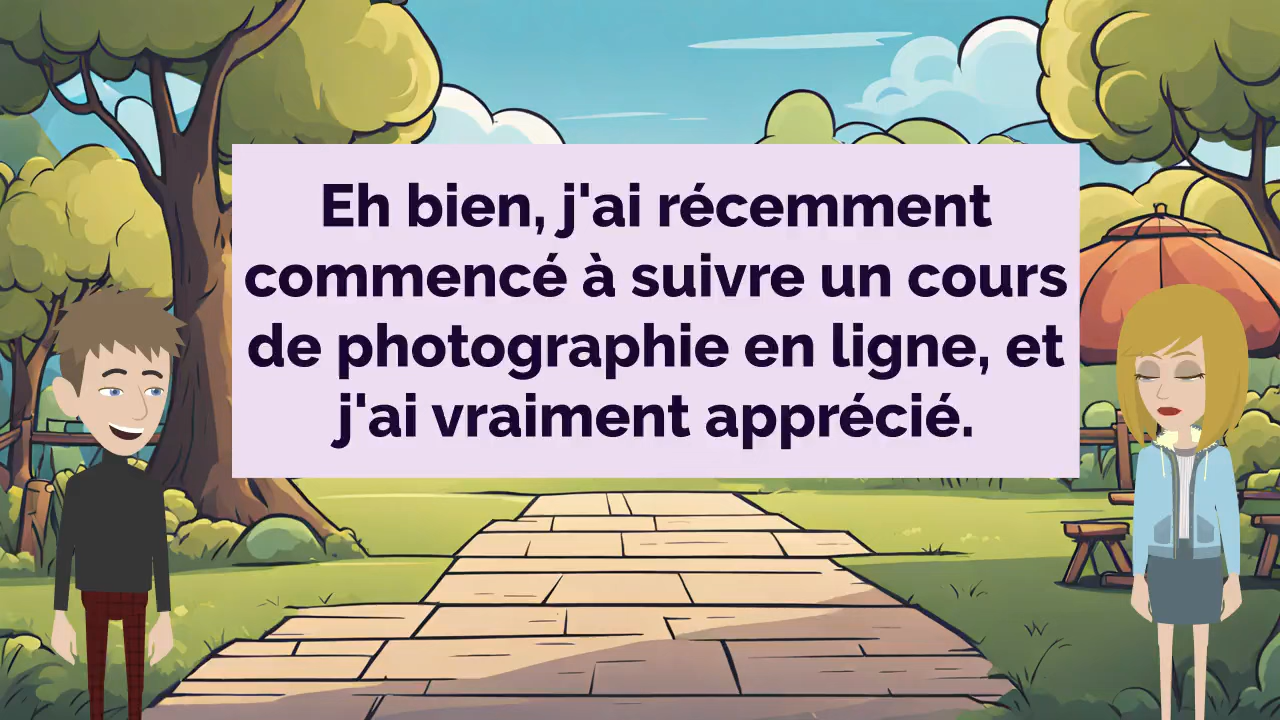 Eh bien, j'ai récemment
commencé à suivre un cours
de photographie en ligne, et
j'ai vraiment apprécié.